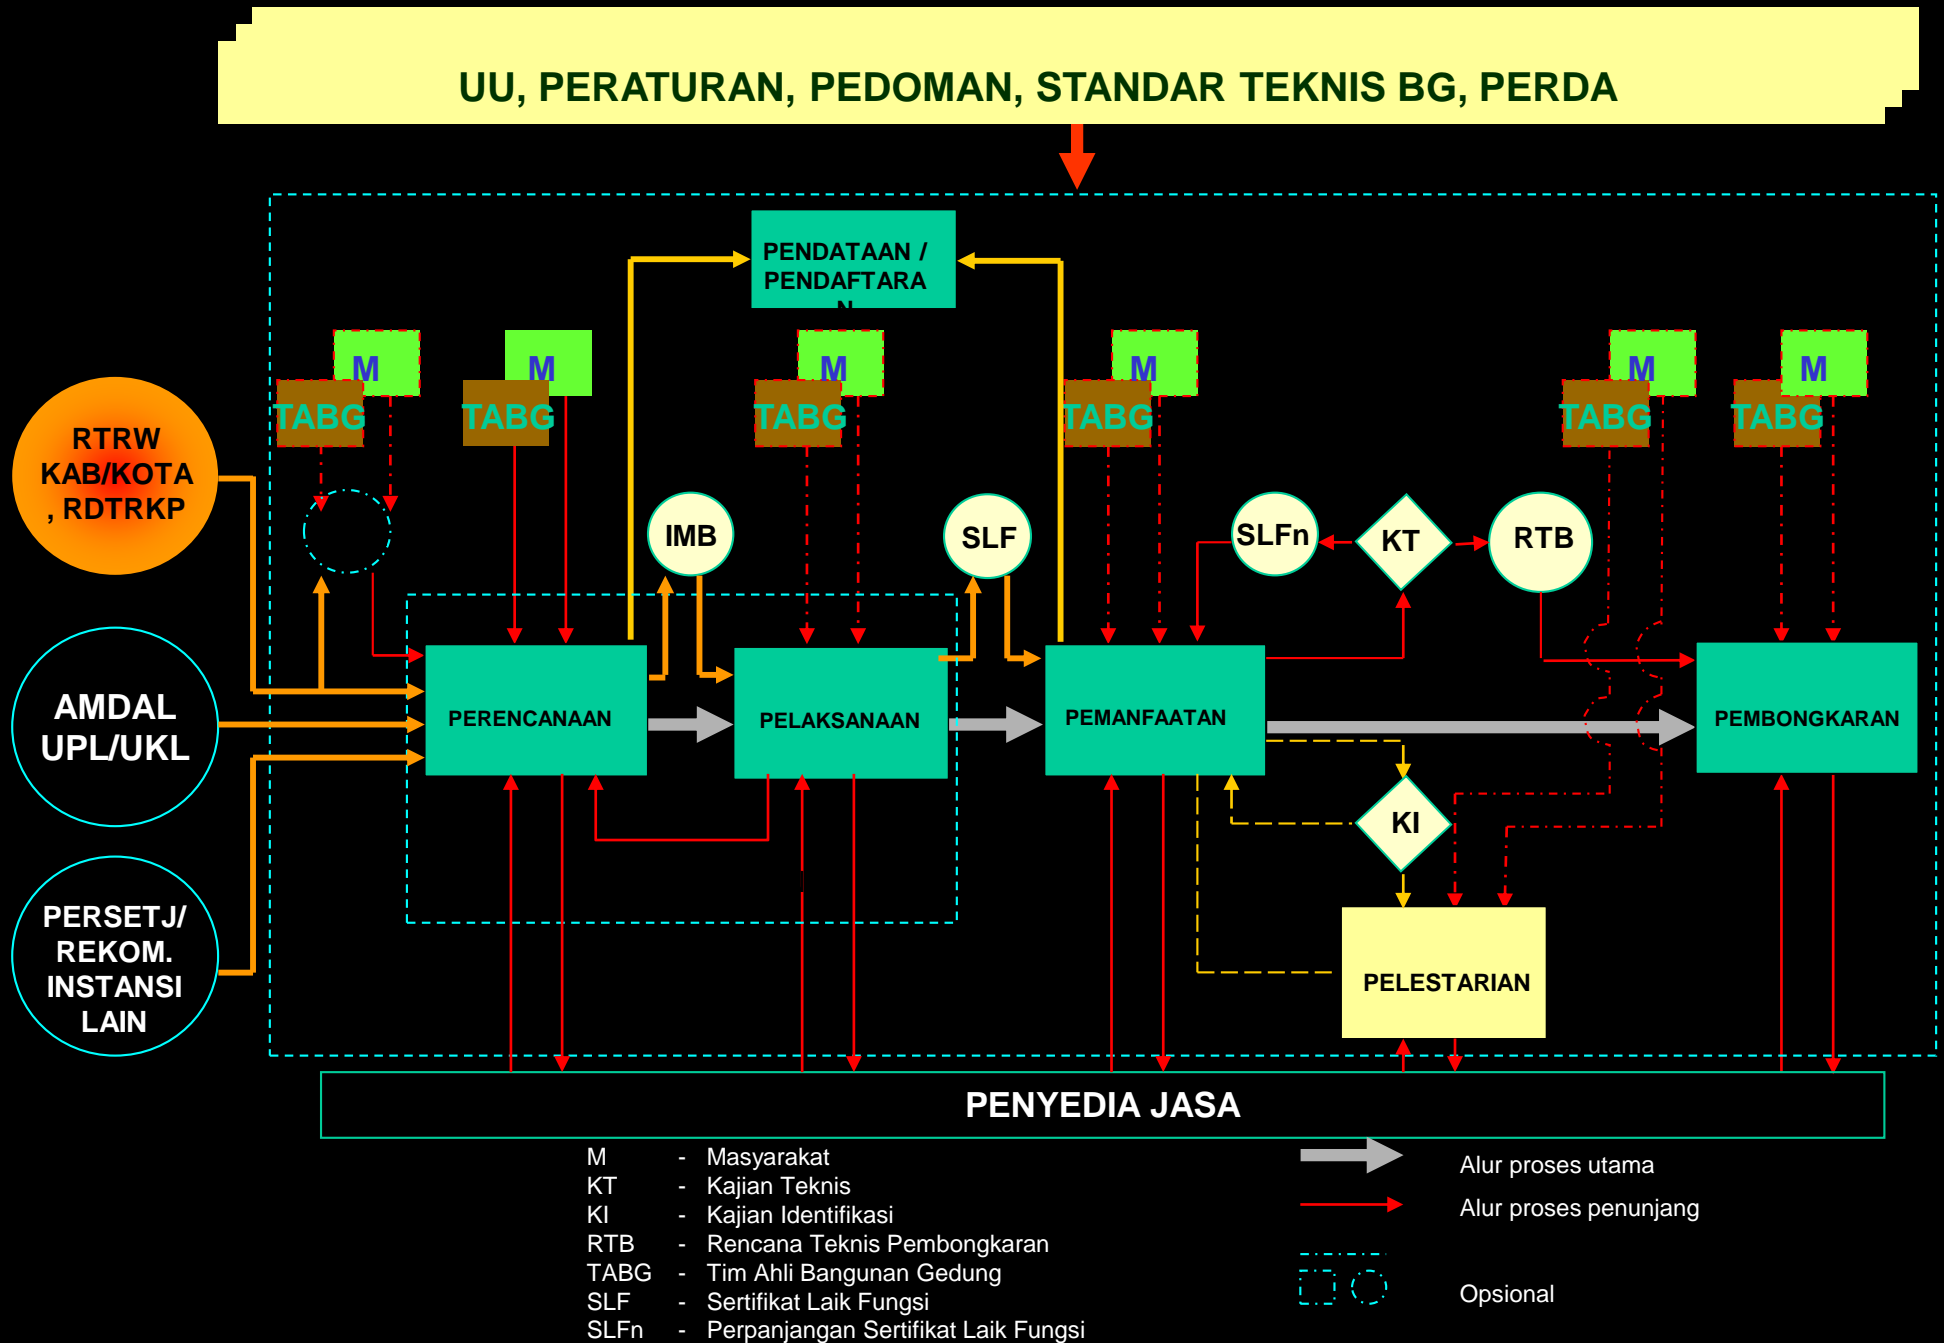 UU, PERATURAN, PEDOMAN, STANDAR TEKNIS BG, PERDA
PENDATAAN /
PENDAFTARA
N
M
TABG
M
TABG
M
TABG
M
TABG
M
TABG
M
TABG
RTRW
KAB/KOTA
, RDTRKP
IMB
SLF
SLFn
KT
RTB
AMDAL
UPL/UKL
PERENCANAAN
PELAKSANAAN
PEMANFAATAN
PEMBONGKARAN
KI
PERSETJ/
REKOM.
INSTANSI
LAIN
PELESTARIAN
PENYEDIA JASA
M - Masyarakat
KT - Kajian Teknis
KI - Kajian Identifikasi
RTB - Rencana Teknis Pembongkaran
TABG - Tim Ahli Bangunan Gedung
SLF - Sertifikat Laik Fungsi
SLFn - Perpanjangan Sertifikat Laik Fungsi
Alur proses utama
Alur proses penunjang
Opsional